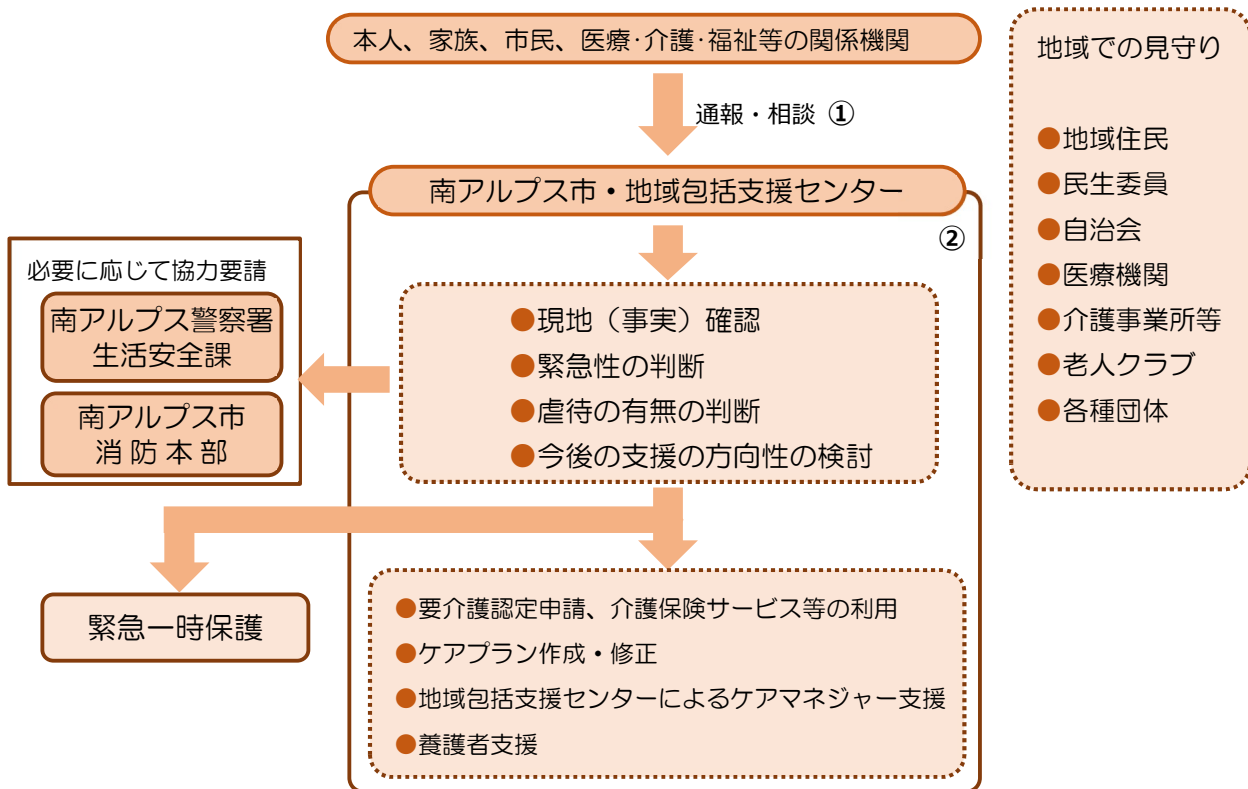 本人、家族、市民、医療・介護・福祉等の関係機関
通報・相談 ①
南アルプス市・地域包括支援センター
②
●現地（事実）確認
●緊急性の判断
●虐待の有無の判断
●今後の支援の方向性の検討
必要に応じて協力要請
南アルプス警察署
生活安全課
南アルプス市
消防本部
緊急一時保護
●要介護認定申請、介護保険サービス等の利用
●ケアプラン作成・修正
●地域包括支援センターによるケアマネジャー支援
●養護者支援
地域での見守り
●地域住民
●民生委員
●自治会
●医療機関
●介護事業所等
●老人クラブ
●各種団体